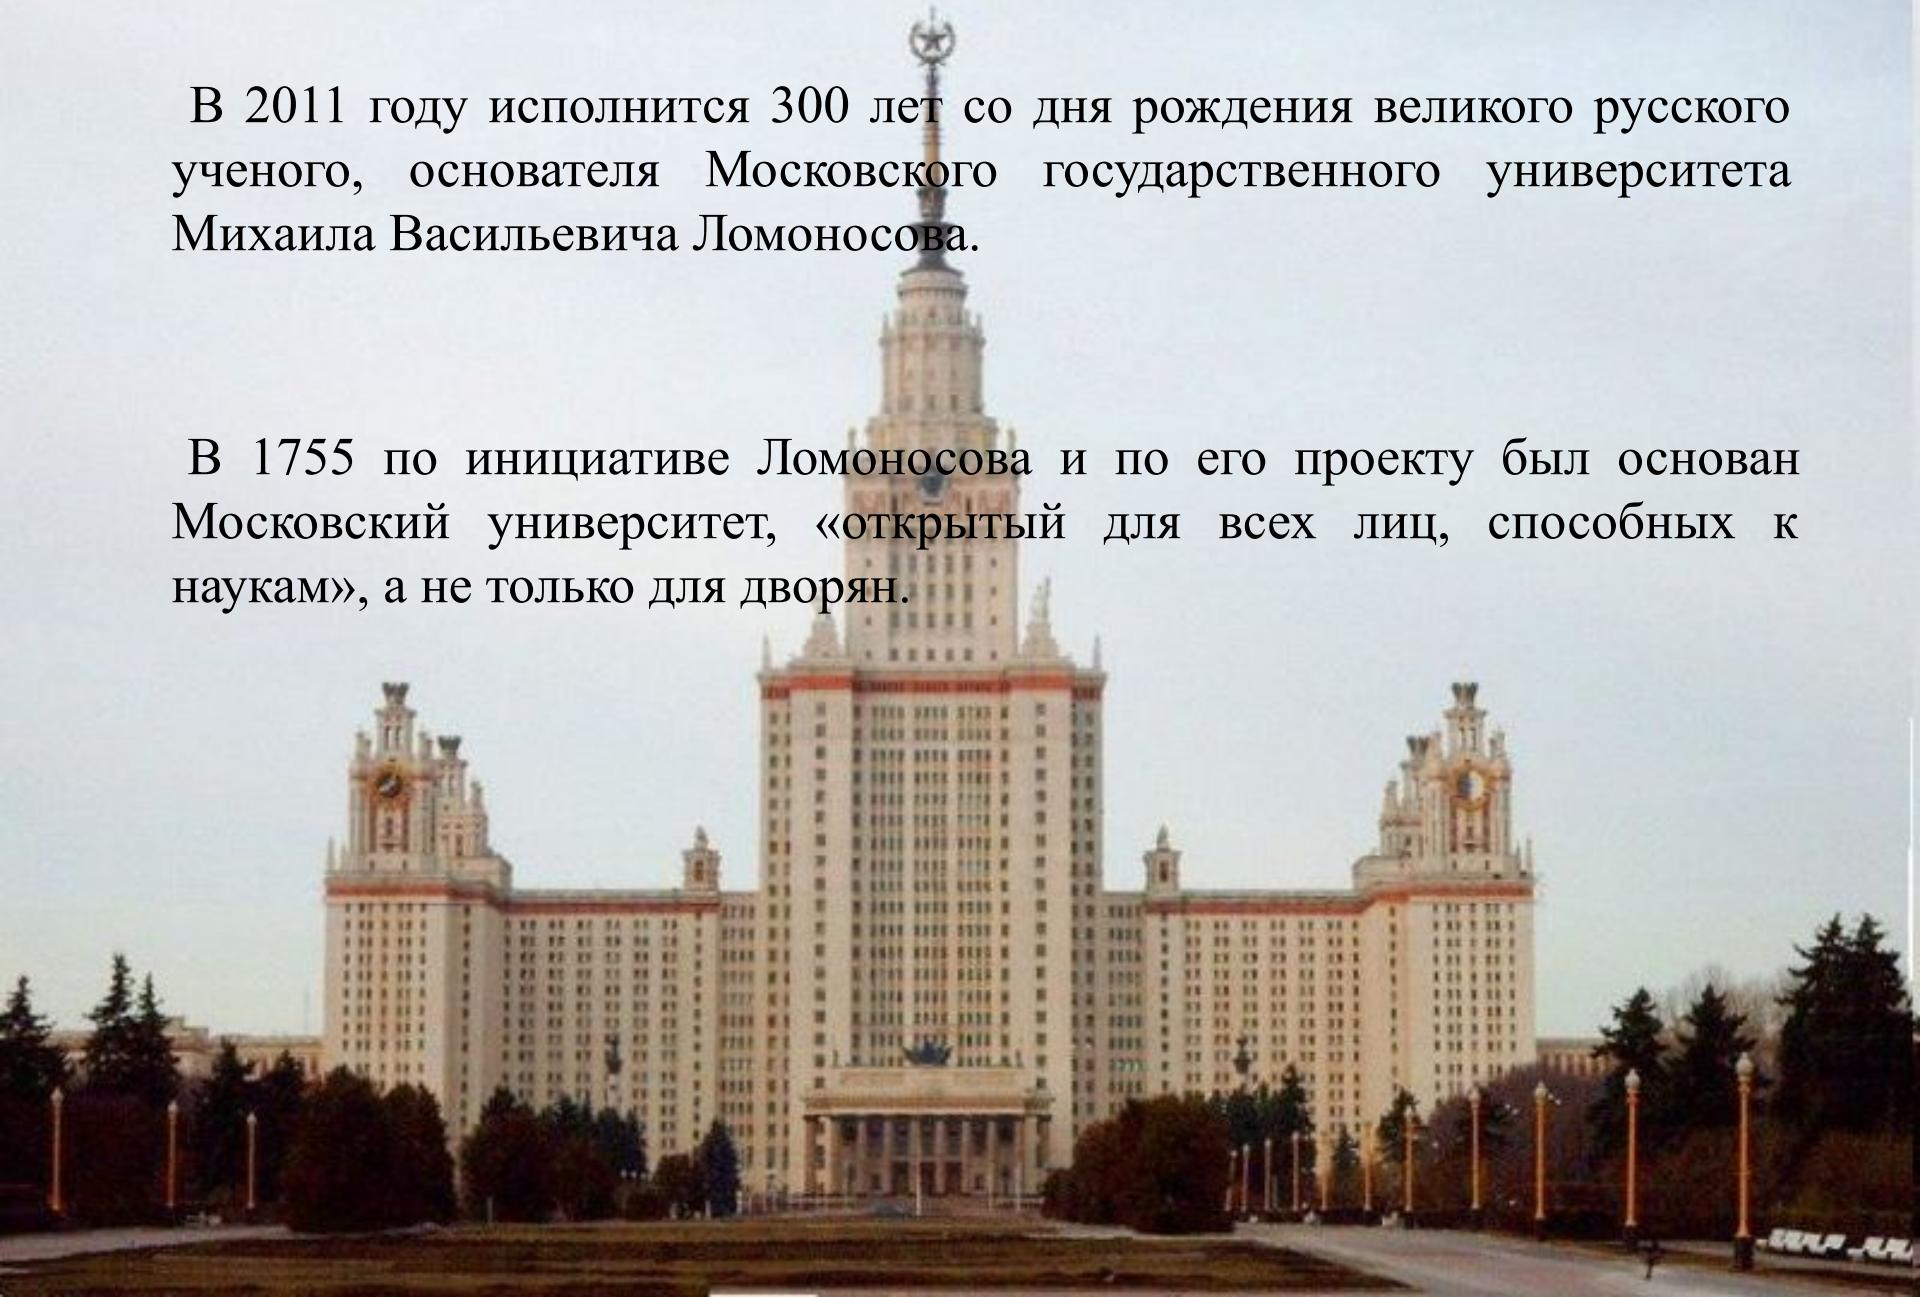 В 2011 году исполнится 300 лет со дня рождения великого русского
ученого, основателя Московского государственного университета
Михаила Васильевича Ломоносова.
В 1755 по инициативе Ломоносова и по его проекту был основан
Московский университет, «открытый для всех лиц, способных к
наукам», а не только для дворян.